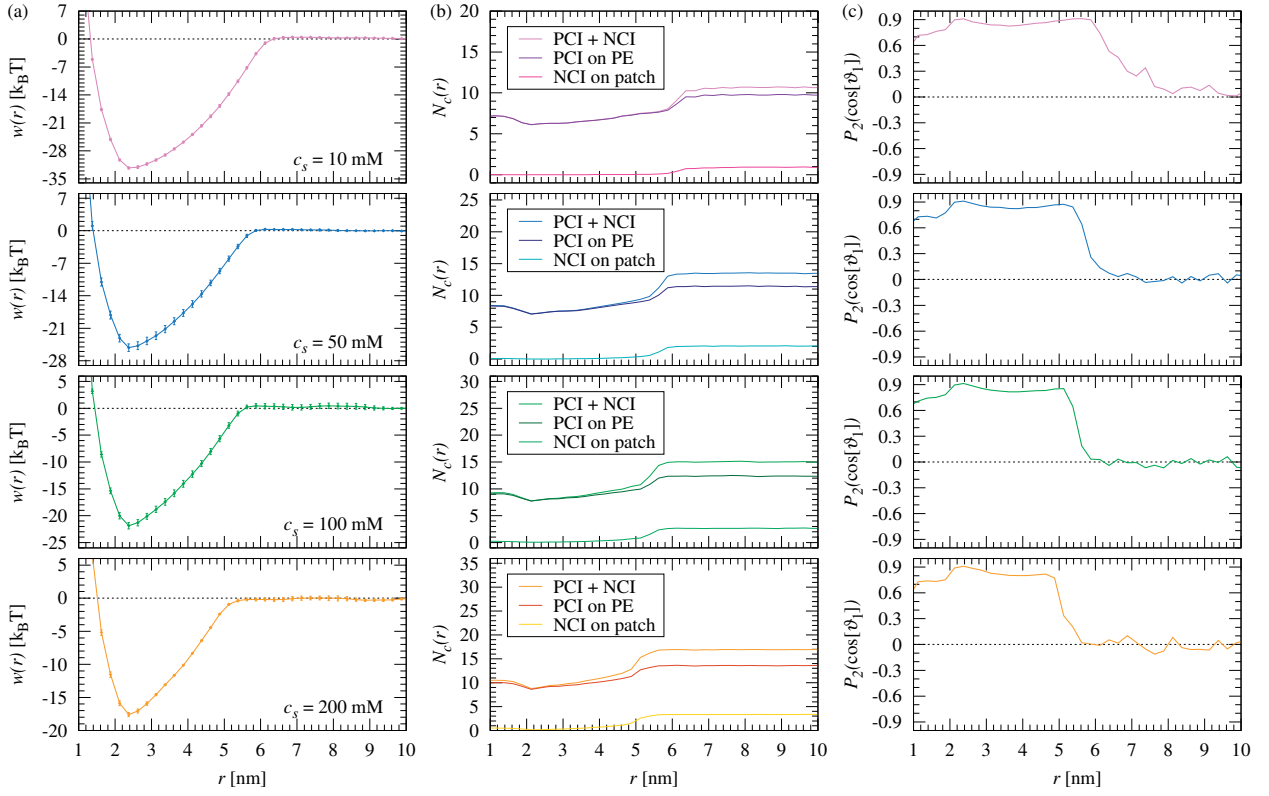 (a)
7
0
-7
-14
-21
-28
-35
w(r) [kBT]
cs = 10 mM
7
0
-7
-14
-21
-28
w(r) [kBT]
cs = 50 mM
5
0
-5
-10
-15
-20
-25
w(r) [kBT]
cs = 100 mM
5
0
-5
-10
-15
-20
w(r) [kBT]
cs = 200 mM
1 2 3 4 5 6 7 8 9 10
r [nm]
(b)
20
15
10
5
0
Nc(r)
PCI + NCI
PCI on PE
NCI on patch
25
20
15
10
5
0
Nc(r)
PCI + NCI
PCI on PE
NCI on patch
30
25
20
15
10
5
0
Nc(r)
PCI + NCI
PCI on PE
NCI on patch
35
30
25
20
15
10
5
0
Nc(r)
PCI + NCI
PCI on PE
NCI on patch
1 2 3 4 5 6 7 8 9 10
r [nm]
(c)
0.9
0.6
0.3
0
-0.3
-0.6
-0.9
P2(cos[ϑ1])
0.9
0.6
0.3
0
-0.3
-0.6
-0.9
P2(cos[ϑ1])
0.9
0.6
0.3
0
-0.3
-0.6
-0.9
P2(cos[ϑ1])
0.9
0.6
0.3
0
-0.3
-0.6
-0.9
P2(cos[ϑ1])
1 2 3 4 5 6 7 8 9 10
r [nm]